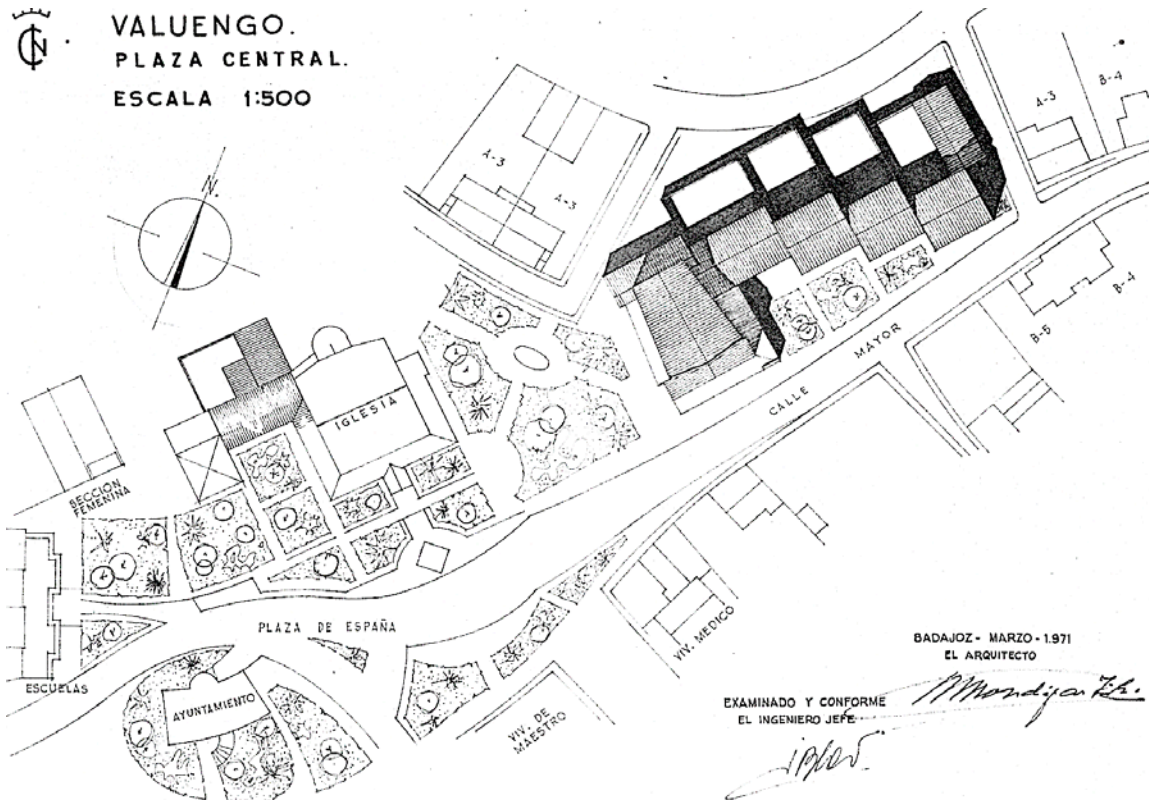 VALUENGO.
PLAZA CENTRAL.
ESCALA 1:500
N.
A-3
A-3
A-3
B-4
B-4
B-5
CALLE MAYOR
IGLESIA
SECCION
FEMENINA
PLAZA DE ESPAÑA
ESCUELAS
AYUNTAMIENTO
VIV. DE
MAESTRO
VIV. MEDICO
BADAJOZ - MARZO - 1.971
EL ARQUITECTO
EXAMINADO Y CONFORME
EL INGENIERO JEFE